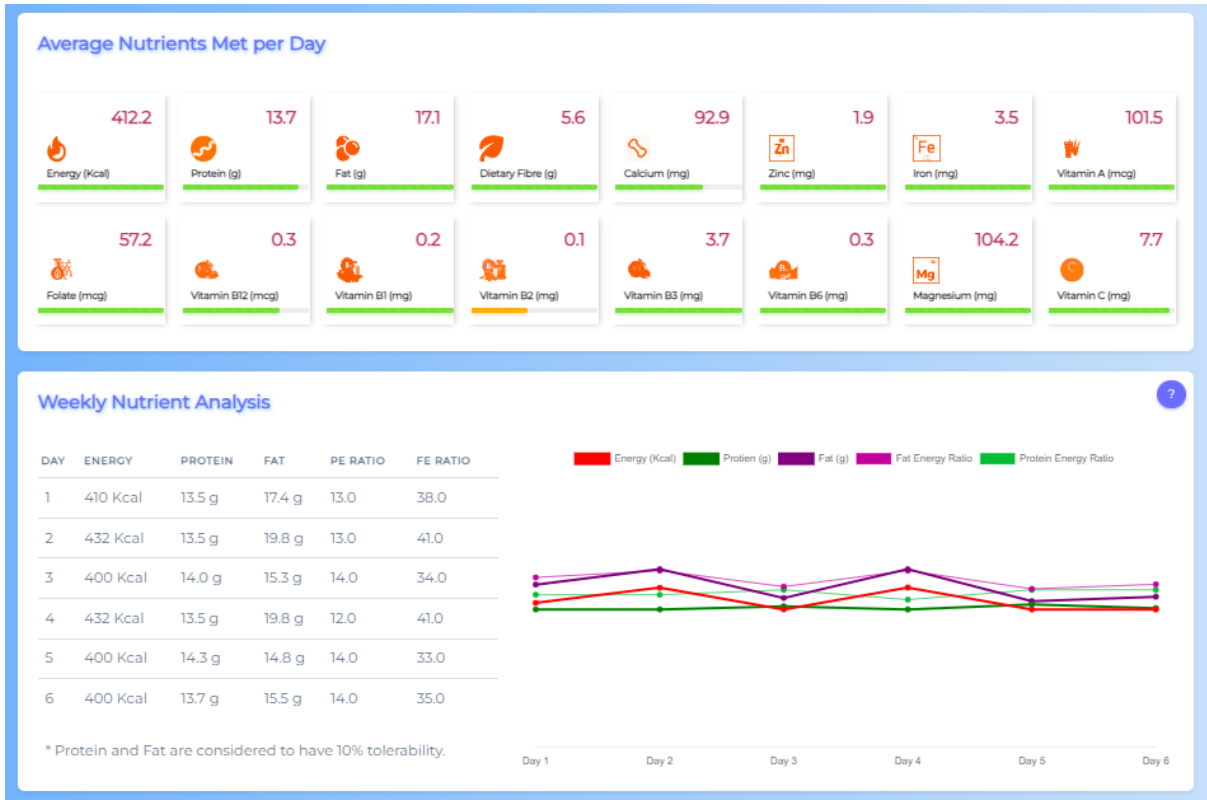 Average Nutrients Met per Day
412.2 13.7 17.1 5.6 92.9 1.9 3.5 101.5
Zn Fe
Energy (Kcal) Protein (g) Fat (g) Dietary Fibre (g) Calcium (mg) Zinc (mg) Iron (mg) Vitamin A (mcg)
57.2 0.3 0.2 0.1 3.7 0.3 104.2 7.7
Mg C
Folate (mcg) Vitamin B12 (mcg) Vitamin B1 (mg) Vitamin B2 (mg) Vitamin B3 (mg) Vitamin B6 (mg) Magnesium (mg) Vitamin C (mg)
Weekly Nutrient Analysis ?
DAY ENERGY PROTEIN FAT PE RATIO FE RATIO
1 410 Kcal 13.5 g 17.4 g 13.0 38.0
2 432 Kcal 13.5 g 19.8 g 13.0 41.0
3 400 Kcal 14.0 g 15.3 g 14.0 34.0
4 432 Kcal 13.5 g 19.8 g 12.0 41.0
5 400 Kcal 14.3 g 14.8 g 14.0 33.0
6 400 Kcal 13.7 g 15.5 g 14.0 35.0
* Protein and Fat are considered to have 10% tolerability.
Energy (Kcal) Protien (g) Fat (g) Fat Energy Ratio Protein Energy Ratio
Day 1 Day 2 Day 3 Day 4 Day 5 Day 6